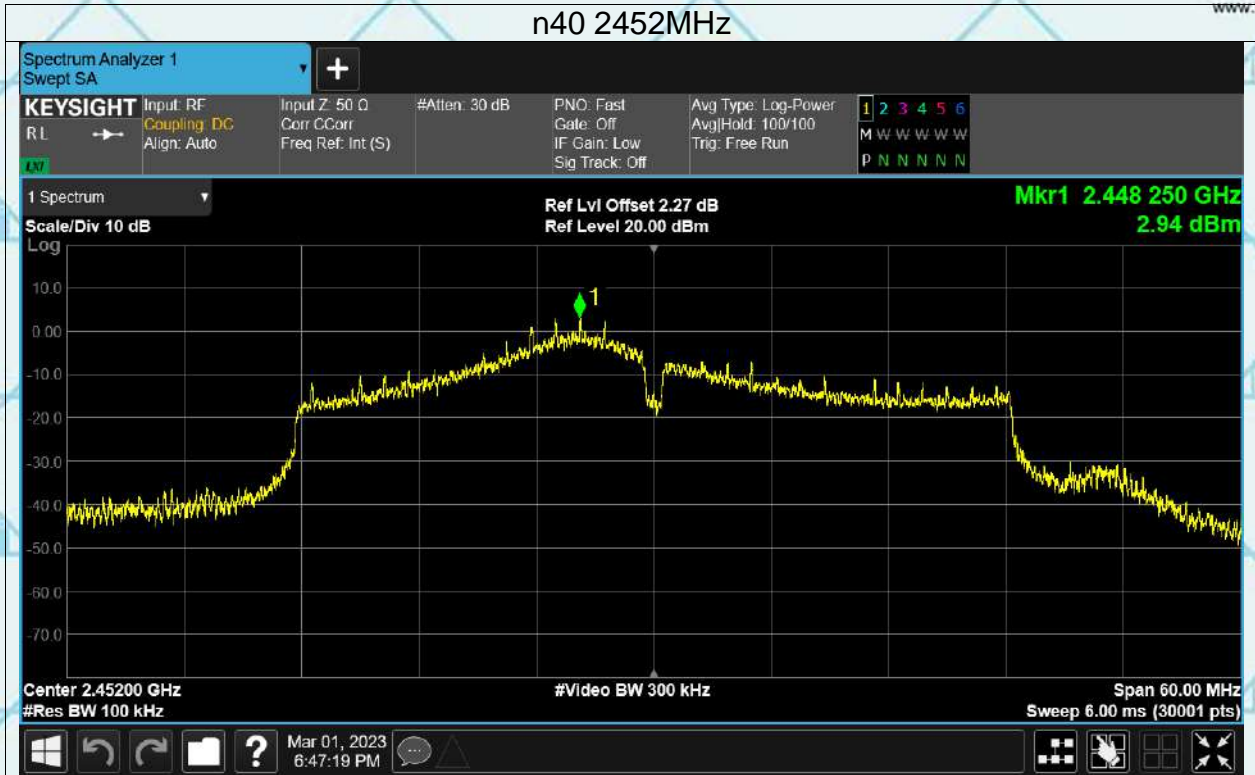 n40 2452MHz
www.
Spectrum Analyzer 1
Swept SA
+
KEYSIGHT
R L
Input: RF
Coupling: DC
Align: Auto
Input Z: 50 Ω
Corr CCorr
Freq Ref: Int (S)
#Atten: 30 dB
PNO: Fast
Gate: Off
IF Gain: Low
Sig Track: Off
Avg Type: Log-Power
Avg|Hold: 100/100
Trig: Free Run
1 2 3 4 5 6
M W W W W W
P N N N N N
1 Spectrum
Scale/Div 10 dB
Ref Lvl Offset 2.27 dB
Ref Level 20.00 dBm
Mkr1 2.448 250 GHz
2.94 dBm
Log
10.0
0.00
-10.0
-20.0
-30.0
-40.0
-50.0
-60.0
-70.0
1
Center 2.45200 GHz
#Res BW 100 kHz
#Video BW 300 kHz
Span 60.00 MHz
Sweep 6.00 ms (30001 pts)
?
Mar 01, 2023
6:47:19 PM